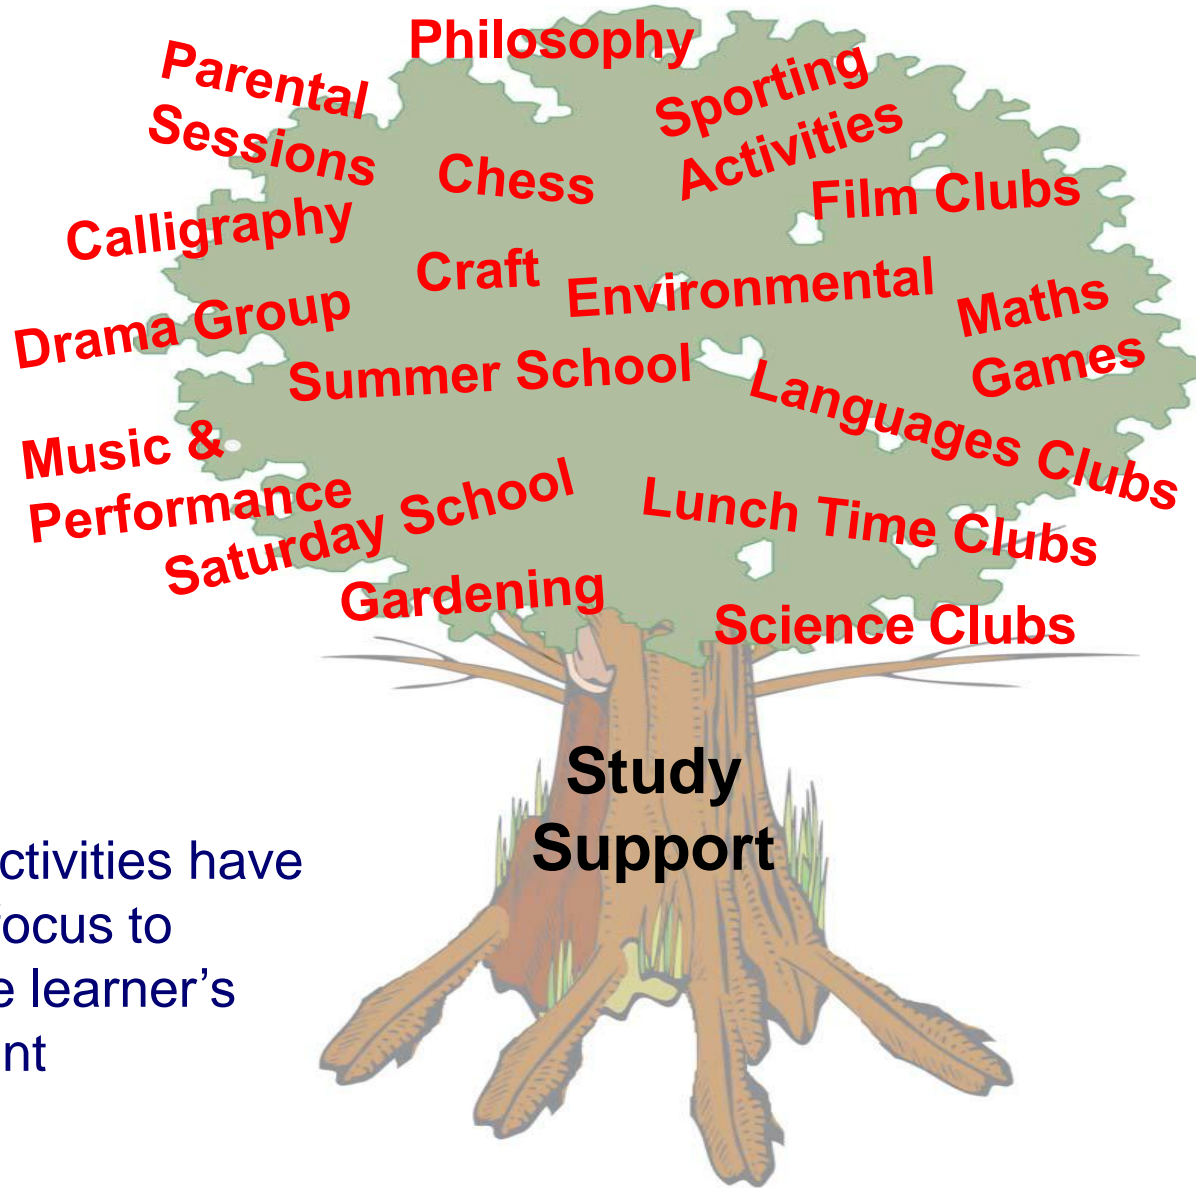 Philosophy
Parental
Sessions
Sporting
Activities
Chess
Film Clubs
Calligraphy
Craft
Environmental
Maths
Games
Drama Group
Summer School
Languages Clubs
Music &
Performance
Saturday School
Lunch Time Clubs
Gardening
Science Clubs
Study
Support
ctivities have
focus to
e learner’s
nt